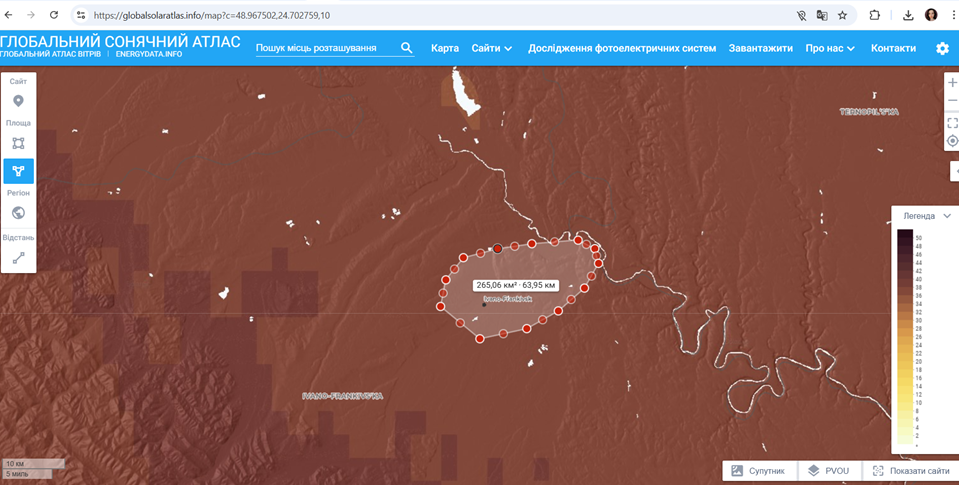 https://globalsolaratlas.info/map?c=48.967502,24.702759,10
ГЛОБАЛЬНИЙ СОНЯЧНИЙ АТЛАС
ГЛОБАЛЬНИЙ АТЛАС ВІТРІВ | ENERGYDATA.INFO
Пошук місць розташування
Карта
Сайти
Дослідження фотоелектричних систем
Завантажити
Про нас
Контакти
Сайт
Площа
Регіон
Відстань
TERNOPIL'S'KA
265,06 км² · 63,95 км
Ivano-Frankivsk
IVANO-FRANKIVS'KA
Легенда
50
48
46
44
42
40
38
36
34
32
30
28
26
24
22
20
18
16
14
12
10
8
6
4
2
10 км
5 миль
Супутник
PVOU
Показати сайти